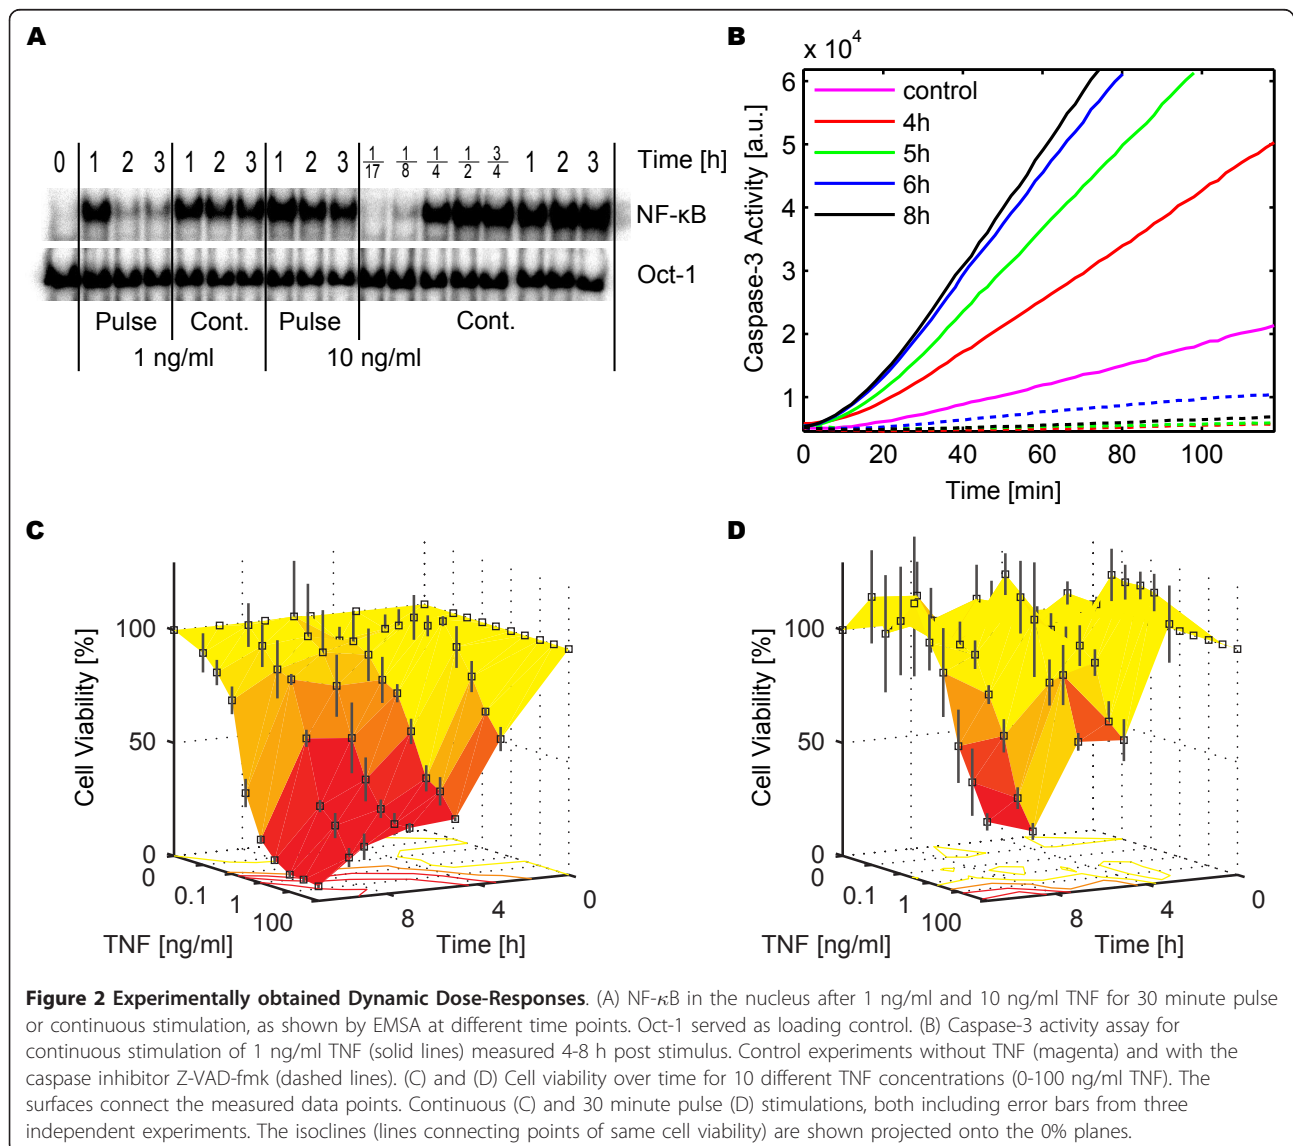 A
0 1 2 3 1 2 3 1 2 3 1/17 1/8 1/4 1/2 3/4 1 2 3 Time [h]
NF-κB
Oct-1
Pulse Cont. Pulse Cont.
1 ng/ml 10 ng/ml
B
x 10^4
6
5
4
3
2
1
Caspase-3 Activity [a.u.]
control
4h
5h
6h
8h
0 20 40 60 80 100
Time [min]
C
100
50
0
Cell Viability [%]
0 0.1 1 100
TNF [ng/ml]
8 4 0
Time [h]
D
100
50
0
Cell Viability [%]
0 0.1 1 100
TNF [ng/ml]
8 4 0
Time [h]
Figure 2 Experimentally obtained Dynamic Dose-Responses. (A) NF-κB in the nucleus after 1 ng/ml and 10 ng/ml TNF for 30 minute pulse
or continuous stimulation, as shown by EMSA at different time points. Oct-1 served as loading control. (B) Caspase-3 activity assay for
continuous stimulation of 1 ng/ml TNF (solid lines) measured 4-8 h post stimulus. Control experiments without TNF (magenta) and with the
caspase inhibitor Z-VAD-fmk (dashed lines). (C) and (D) Cell viability over time for 10 different TNF concentrations (0-100 ng/ml TNF). The
surfaces connect the measured data points. Continuous (C) and 30 minute pulse (D) stimulations, both including error bars from three
independent experiments. The isoclines (lines connecting points of same cell viability) are shown projected onto the 0% planes.